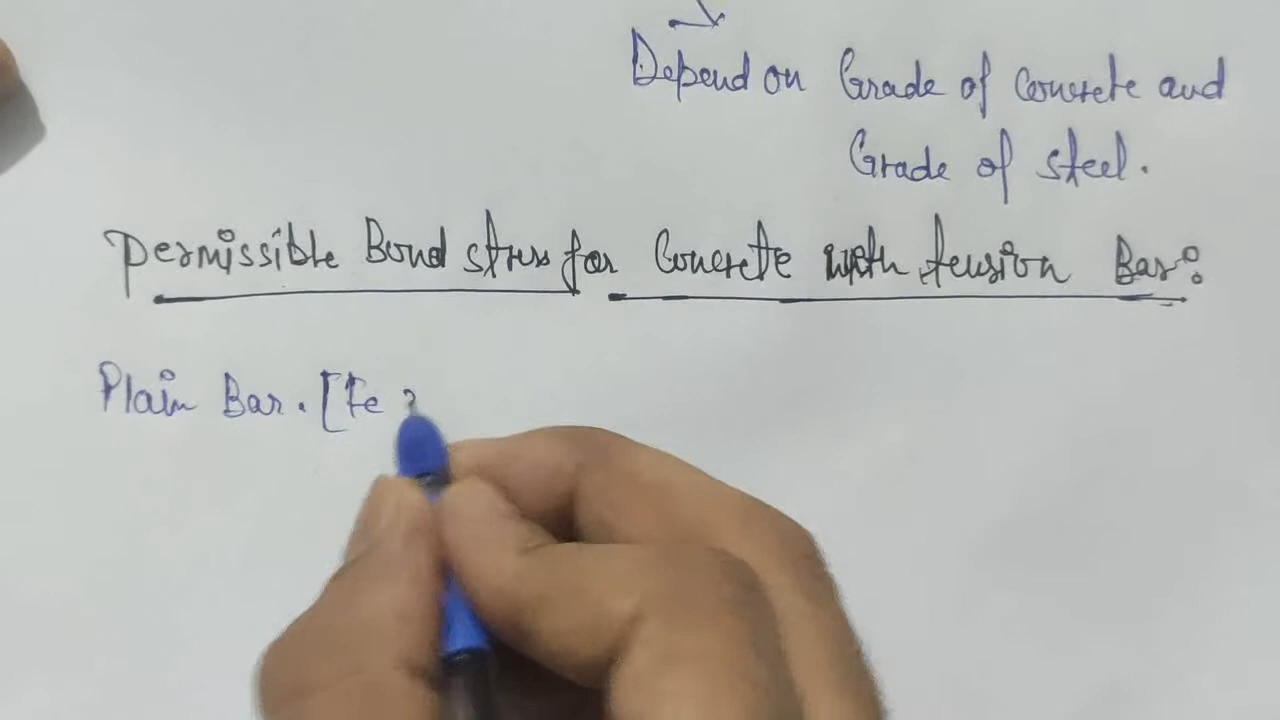 Depend on Grade of Concrete and
Grade of steel.
Permissible Bond stress for Concrete with tension Bar:
Plain Bar. [Fe